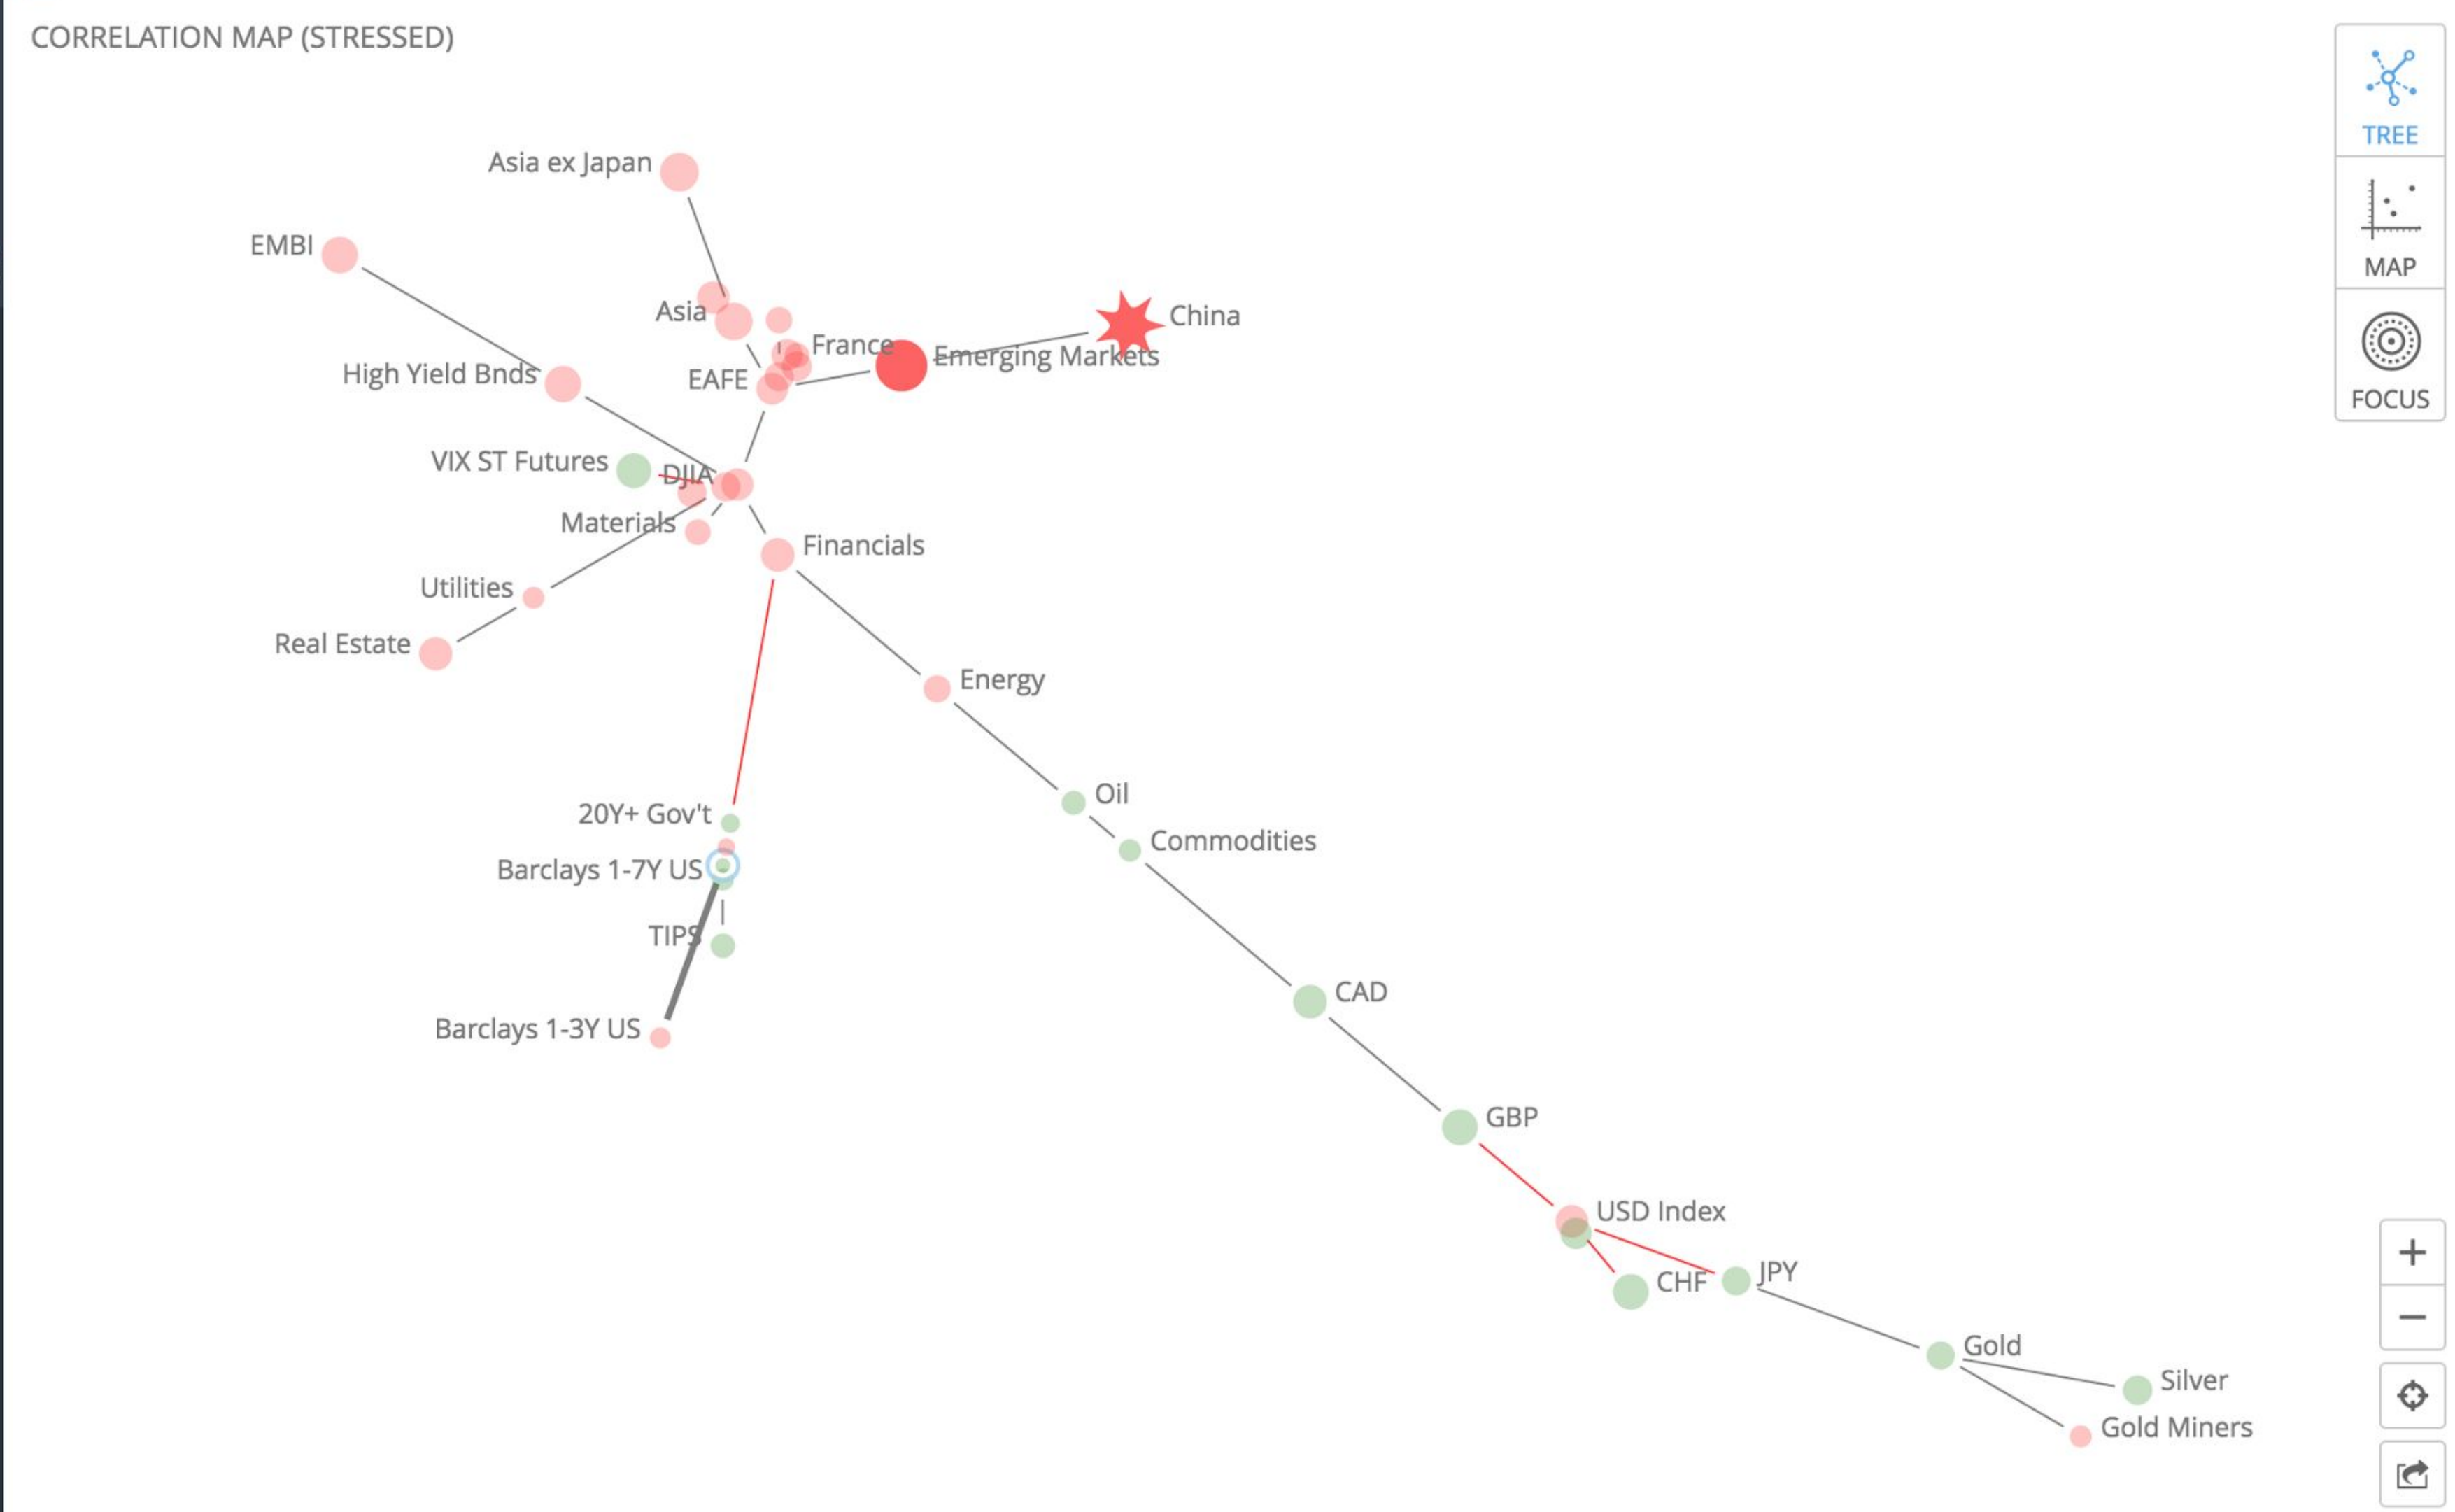 CORRELATION MAP (STRESSED)
TREE
MAP
FOCUS
Asia ex Japan
EMBI
Asia
China
France
Emerging Markets
High Yield Bnds
EAFE
VIX ST Futures
DJIA
Materials
Financials
Utilities
Real Estate
Energy
Oil
20Y+ Gov't
Commodities
Barclays 1-7Y US
TIPS
CAD
Barclays 1-3Y US
GBP
USD Index
CHF
JPY
Gold
Silver
Gold Miners